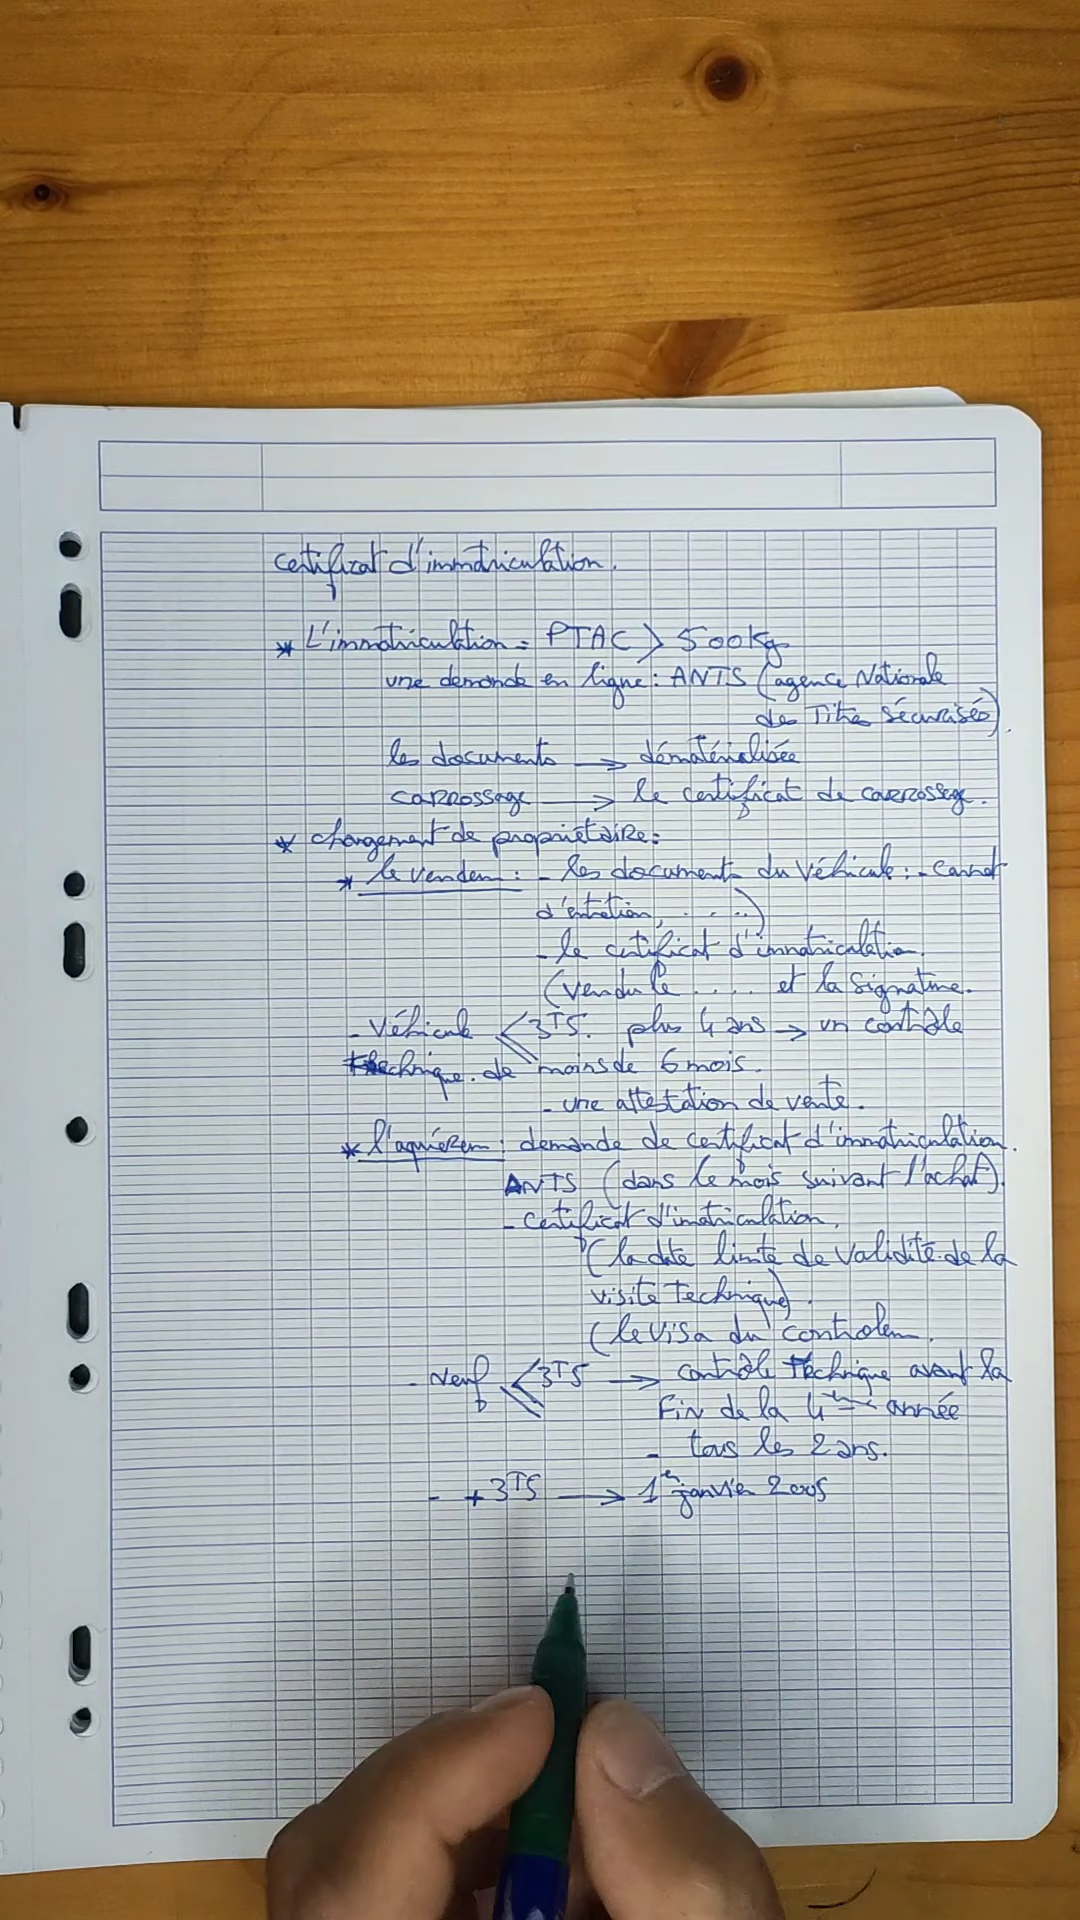 Certificat d'immatriculation.
* L'immatriculation = PTAC > 500kg
une demande en ligne : ANTS (agence Nationale
des Titres sécurisés).
les documents → dématérialisée
carrossage → le certificat de carrossage.
* changement de propriétaire :
* le vendeur : - les document du véhicule : - carnet
d'entretien, .....)
- le certificat d'immatriculation.
(vendu le .... et la signature.
- véhicule ≤ 3T5. plus 4 ans → un contrôle
technique. de moins de 6 mois.
- une attestation de vente.
* l'aquéreur : demande de certificat d'immatriculation.
ANTS (dans le mois suivant l'achat).
- certificat d'imatriculation.
(la date limite de validité de la
visite technique).
(le visa du controleur.
- Neuf ≤ 3T5 → contrôle technique avant la
Fin de la 4ème année
- tous les 2 ans.
- + 3T5 → 1er janvier 2005